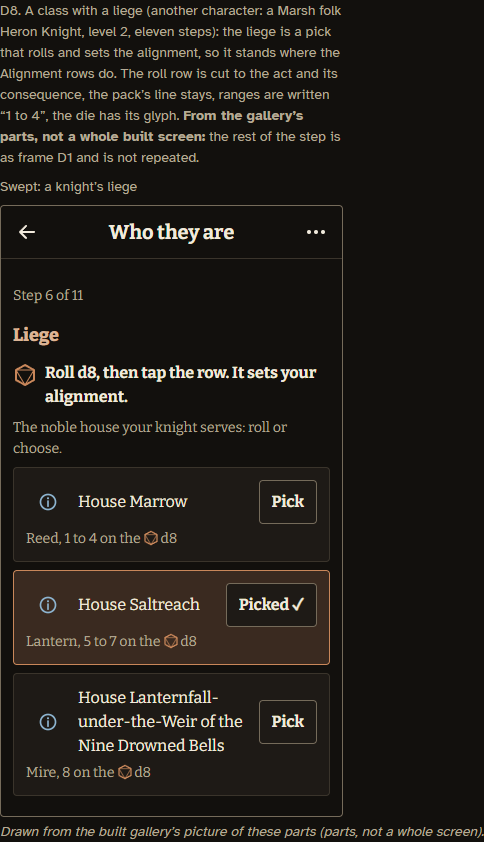 D8. A class with a liege (another character: a Marsh folk
Heron Knight, level 2, eleven steps): the liege is a pick
that rolls and sets the alignment, so it stands where the
Alignment rows do. The roll row is cut to the act and its
consequence, the pack's line stays, ranges are written
“1 to 4”, the die has its glyph. From the gallery's
parts, not a whole built screen: the rest of the step is
as frame D1 and is not repeated.
Swept: a knight's liege
Who they are
Step 6 of 11
Liege
Roll d8, then tap the row. It sets your
alignment.
The noble house your knight serves: roll or
choose.
House Marrow
Pick
Reed, 1 to 4 on the d8
House Saltreach
Picked ✓
Lantern, 5 to 7 on the d8
House Lanternfall-
under-the-Weir of the
Nine Drowned Bells
Pick
Mire, 8 on the d8
Drawn from the built gallery's picture of these parts (parts, not a whole screen).